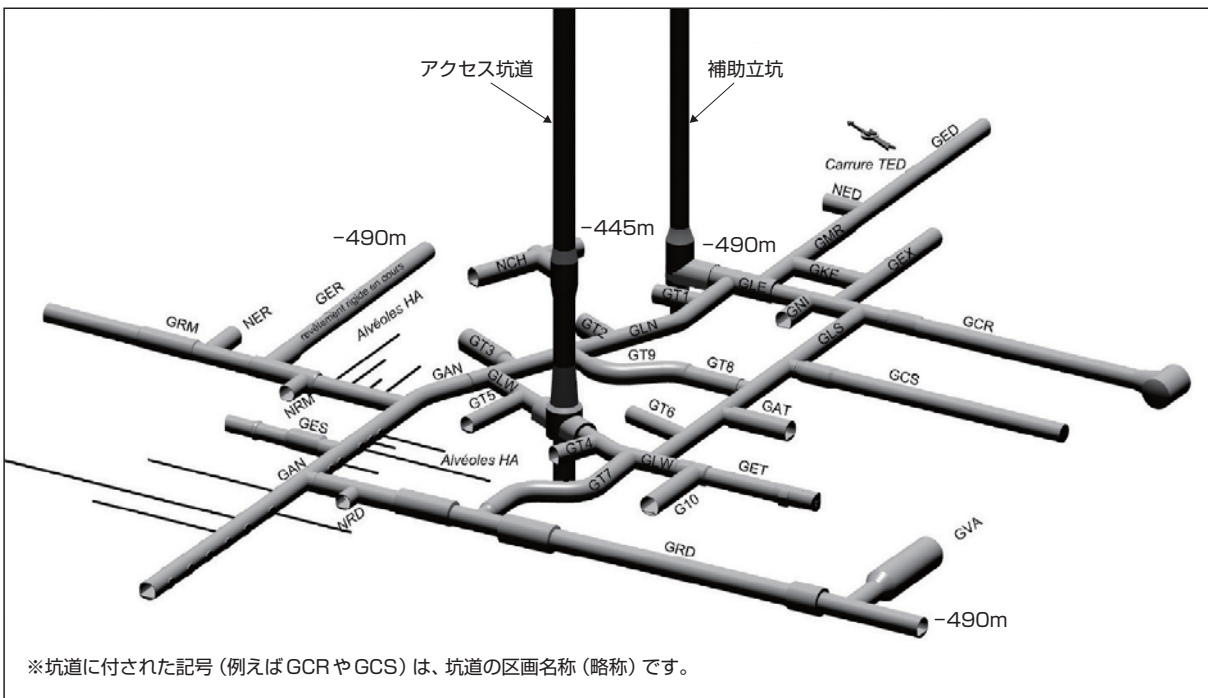 アクセス坑道
補助立坑
GED
Carrure TED
NED
-445m
-490m
-490m
GMR
GEX
NCH
GKE
GER
revêtement rigide en cours
NER
GRM
Alvéoles HA
GT1
GLE
GNI
GCR
GT2
GLN
GLS
GT3
GT9
GT8
GCS
GAN
GLW
GT5
NRM
GT6
GAT
GES
GT4
Alvéoles HA
GLW
GET
GAN
GT7
G10
NRD
GRD
GVA
-490m
※坑道に付された記号(例えばGCRやGCS)は、坑道の区画名称(略称)です。